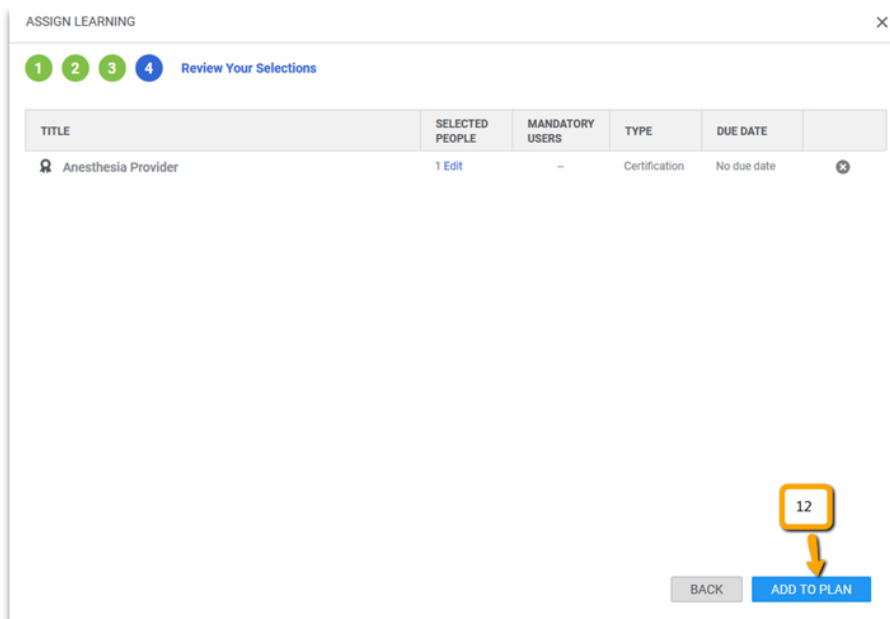 ASSIGN LEARNING
1 2 3 4 Review Your Selections
TITLE SELECTED PEOPLE MANDATORY USERS TYPE DUE DATE
Anesthesia Provider 1 Edit – Certification No due date
12
BACK ADD TO PLAN